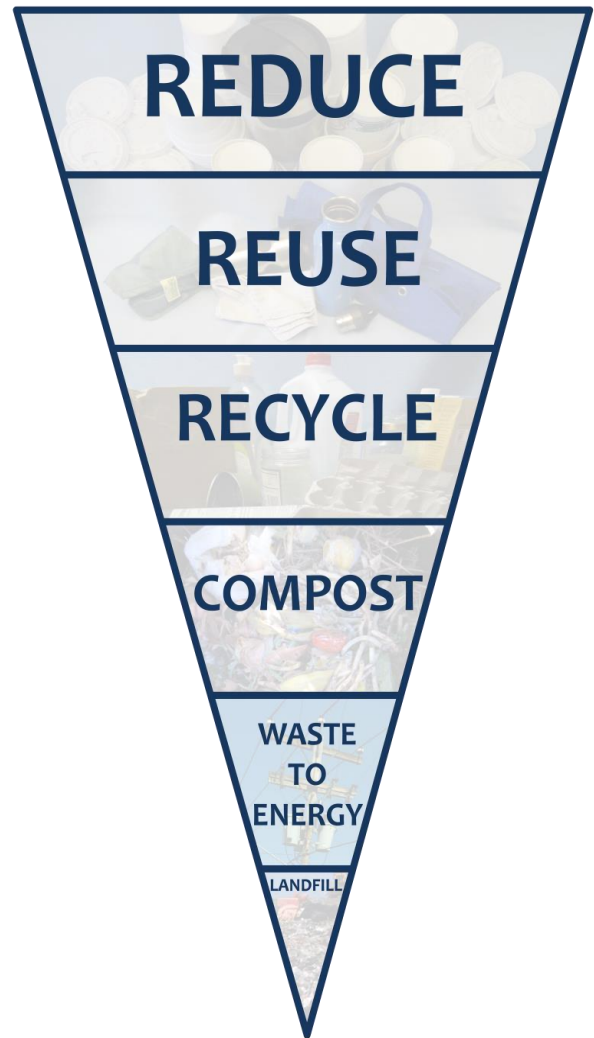 REDUCE
REUSE
RECYCLE
COMPOST
WASTE
TO
ENERGY
LANDFILL